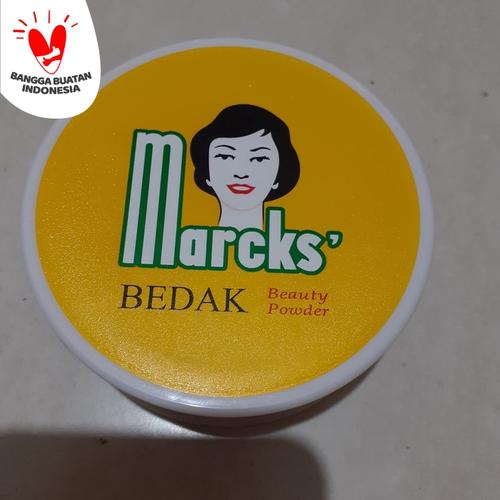 BANGGA BUATAN
INDONESIA
Marcks'
BEDAK
Beauty
Powder